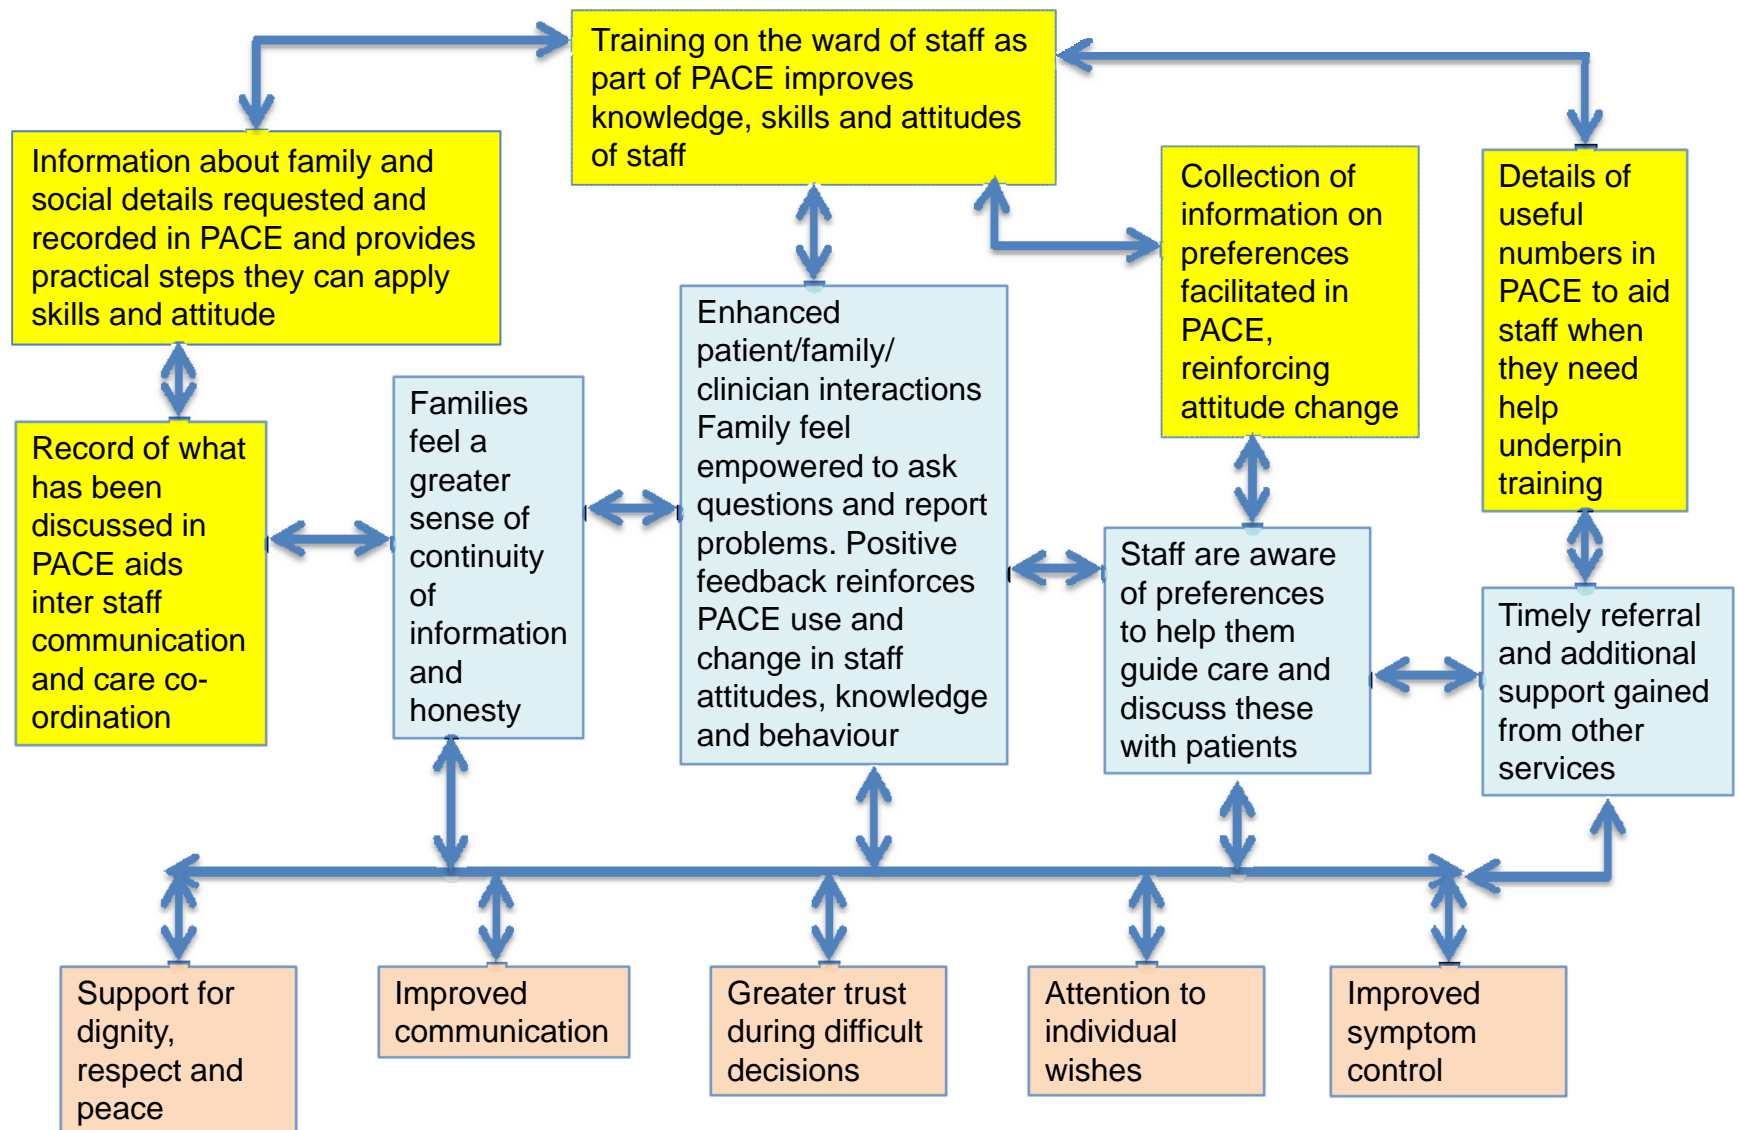 Training on the ward of staff as
part of PACE improves
knowledge, skills and attitudes
of staff
Information about family and
social details requested and
recorded in PACE and provides
practical steps they can apply
skills and attitude
Collection of
information on
preferences
facilitated in
PACE,
reinforcing
attitude change
Details of
useful
numbers in
PACE to aid
staff when
they need
help
underpin
training
Record of what
has been
discussed in
PACE aids
inter staff
communication
and care co-
ordination
Families
feel a
greater
sense of
continuity
of
information
and
honesty
Enhanced
patient/family/
clinician interactions
Family feel
empowered to ask
questions and report
problems. Positive
feedback reinforces
PACE use and
change in staff
attitudes, knowledge
and behaviour
Staff are aware
of preferences
to help them
guide care and
discuss these
with patients
Timely referral
and additional
support gained
from other
services
Support for
dignity,
respect and
peace
Improved
communication
Greater trust
during difficult
decisions
Attention to
individual
wishes
Improved
symptom
control